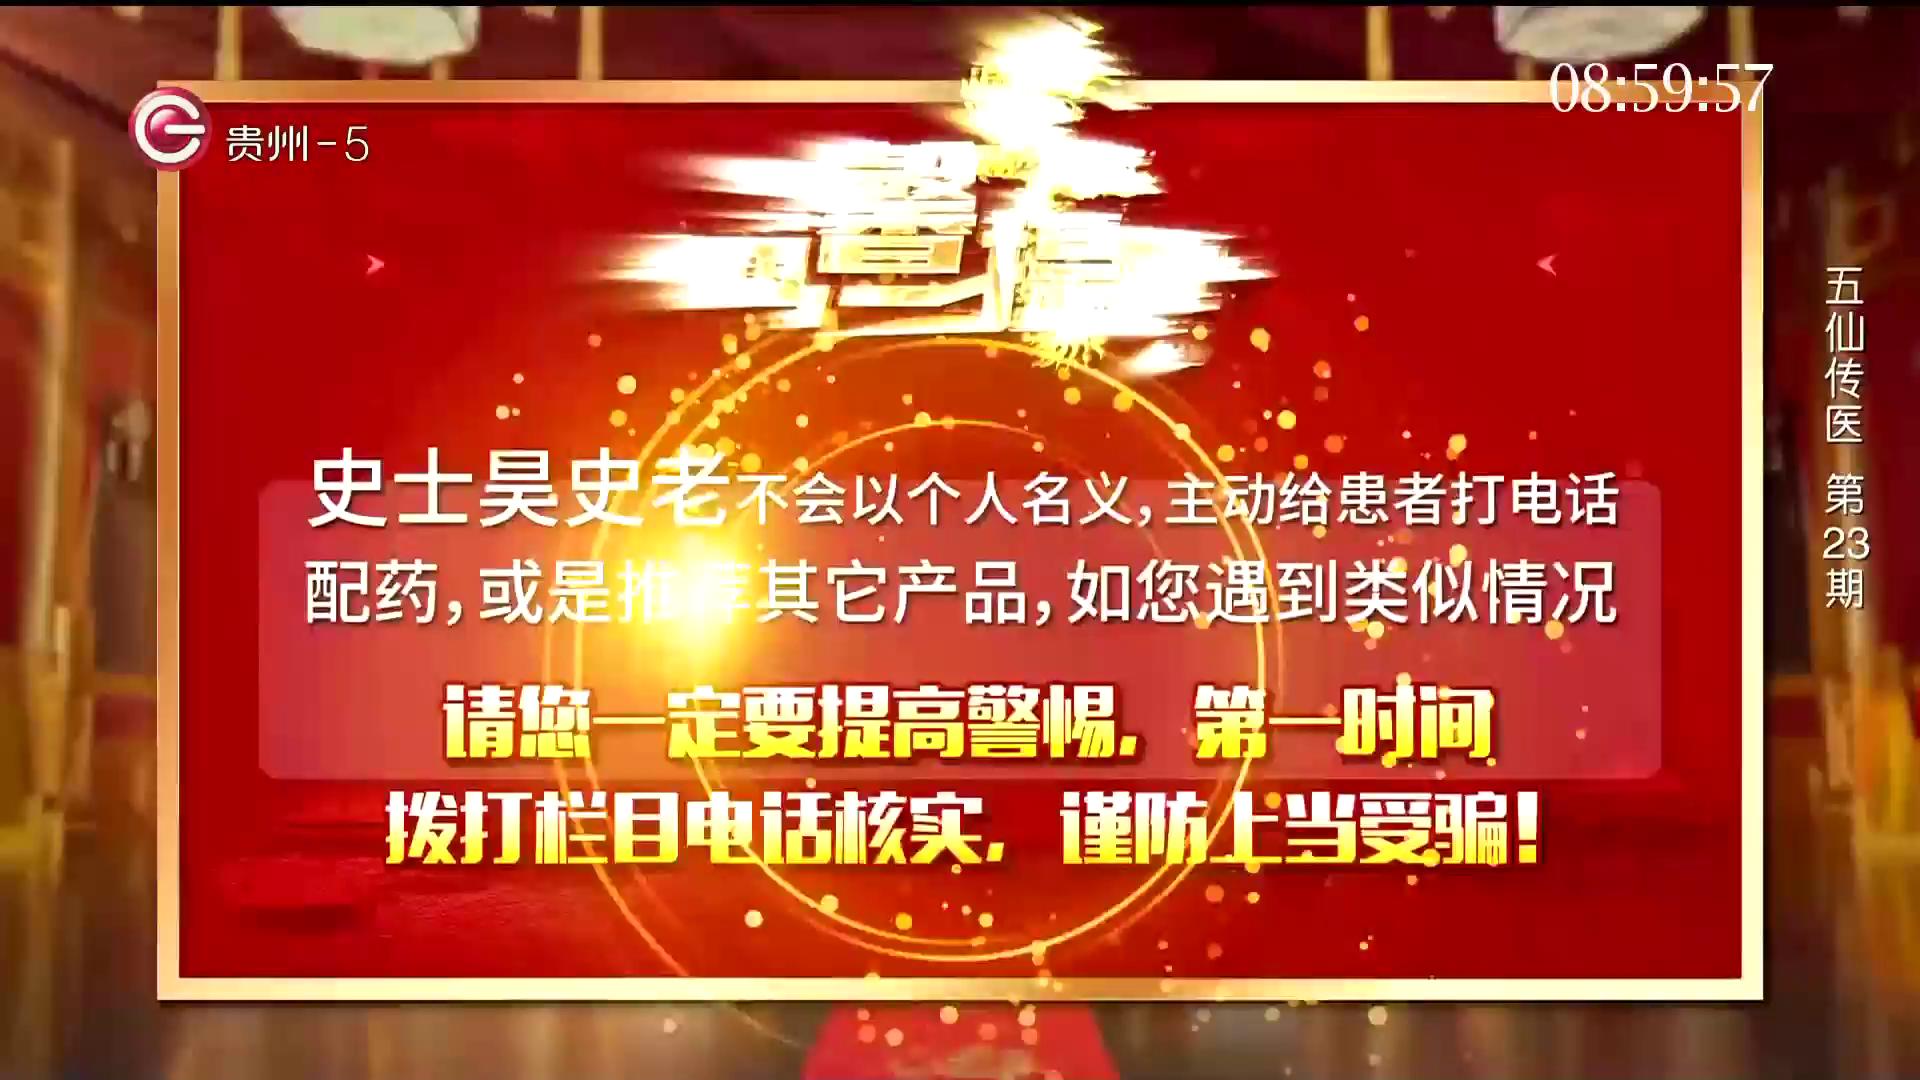 08:59:57
贵州-5
史士昊史老不会以个人名义,主动给患者打电话
配药,或是推荐其它产品,如您遇到类似情况
请您一定要提高警惕,第一时间
拨打栏目电话核实,谨防上当受骗!
五仙传医 第23期